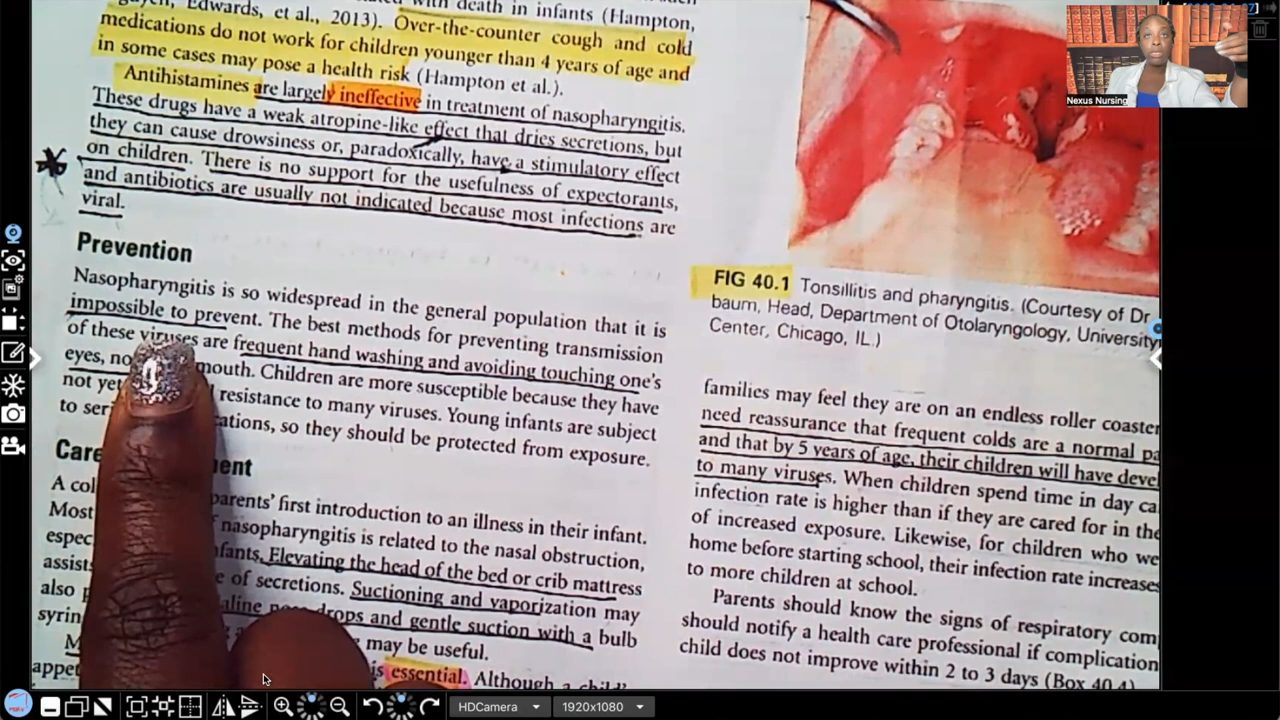 with death in infants (Hampton,
Edwards, et al., 2013). Over-the-counter cough and cold
medications do not work for children younger than 4 years of age and
in some cases may pose a health risk (Hampton et al.).
Antihistamines are largely ineffective in treatment of nasopharyngitis.
These drugs have a weak atropine-like effect that dries secretions, but
they can cause drowsiness or, paradoxically, have a stimulatory effect
on children. There is no support for the usefulness of expectorants,
and antibiotics are usually not indicated because most infections are
viral.
Prevention
Nasopharyngitis is so widespread in the general population that it is
impossible to prevent. The best methods for preventing transmission
of these viruses are frequent hand washing and avoiding touching one's
eyes, mouth. Children are more susceptible because they have
not yet resistance to many viruses. Young infants are subject
to so they should be protected from exposure.
A parents' first introduction to an illness in their infant.
Most nasopharyngitis is related to the nasal obstruction,
Elevating the head of the bed or crib mattress
of secretions. Suctioning and vaporization may
also drops and gentle suction with a bulb
may be useful.
is essential. Although a child's
FIG 40.1 Tonsillitis and pharyngitis. (Courtesy of Dr
baum, Head, Department of Otolaryngology, University
Center, Chicago, IL.)
families may feel they are on an endless roller coaster
need reassurance that frequent colds are a normal pa
and that by 5 years of age, their children will have deve
to many viruses. When children spend time in day ca
infection rate is higher than if they are cared for in the
of increased exposure. Likewise, for children who we
home before starting school, their infection rate increases
to more children at school.
Parents should know the signs of respiratory com
should notify a health care professional if complication
child does not improve within 2 to 3 days (Box 40.4)
Nexus Nursing
HDCamera
1920x1080